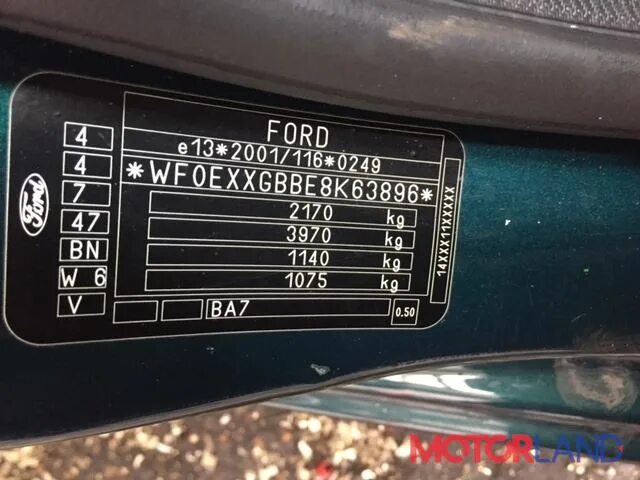 FORD
e13*2001/116*0249
*WF0EXXGBBE8K63896*
2170 kg
3970 kg
1140 kg
1075 kg
BA7
0.50
4
4
7
47
BN
W 6
V
Ford
14XXX11XXXXX
MOTORLAND